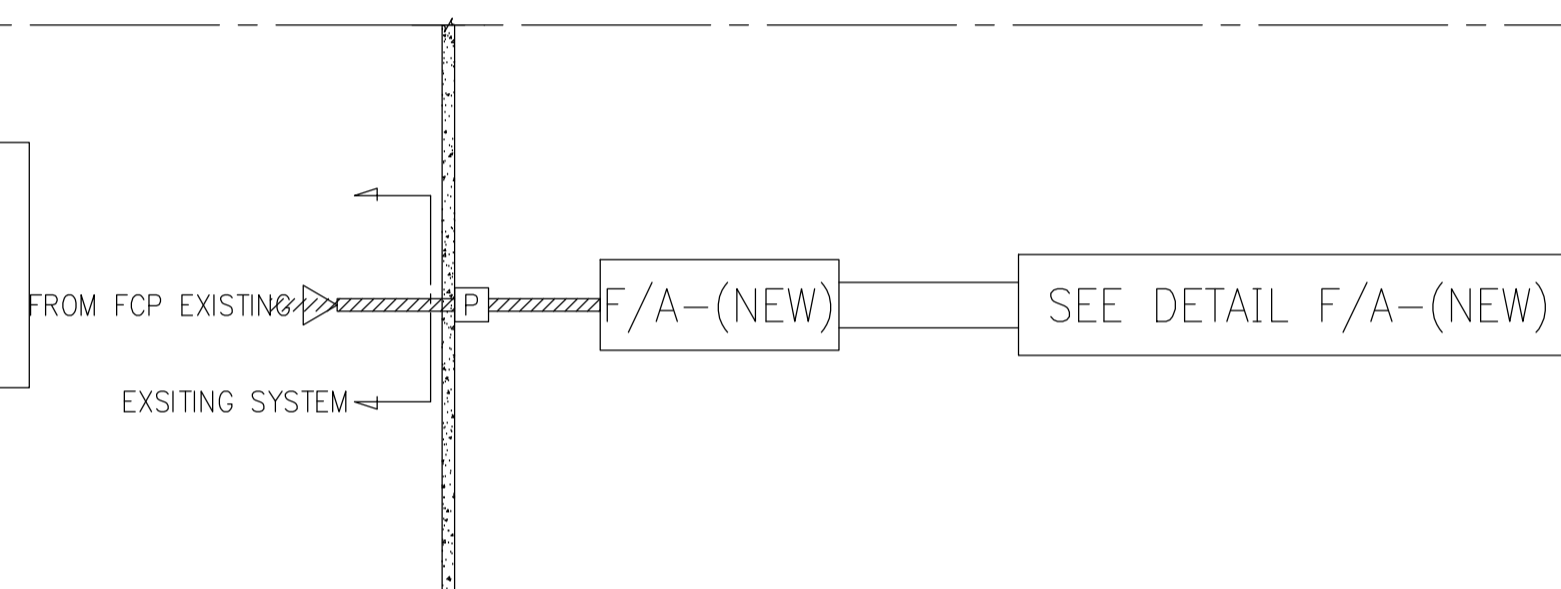 FROM FCP EXISTING
P
F/A-(NEW)
SEE DETAIL F/A-(NEW)
EXSITING SYSTEM